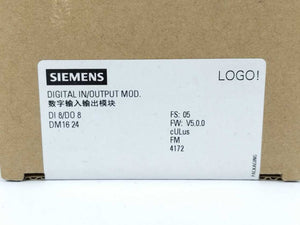 SIEMENS
LOGO!
DIGITAL IN/OUTPUT MOD.
数字输入输出模块
DI 8/DO 8
DM16 24
FS: 05
FW: V5.0.0
cULus
FM
4172
PACKAGING